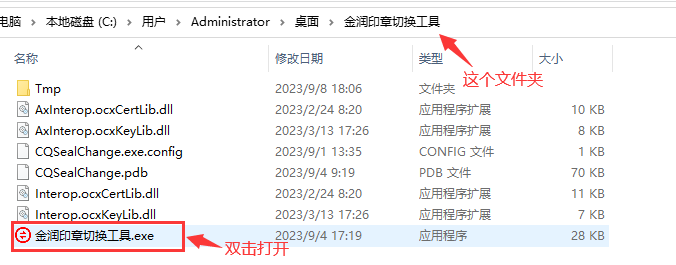 电脑 > 本地磁盘 (C:) > 用户 > Administrator > 桌面 > 金润印章切换工具
这个文件夹
名称 修改日期 类型 大小
Tmp 2023/9/8 18:06 文件夹
AxInterop.ocxCertLib.dll 2023/2/24 8:20 应用程序扩展 10 KB
AxInterop.ocxKeyLib.dll 2023/3/13 17:26 应用程序扩展 8 KB
CQSealChange.exe.config 2023/9/1 13:35 CONFIG 文件 1 KB
CQSealChange.pdb 2023/9/4 9:19 PDB 文件 70 KB
Interop.ocxCertLib.dll 2023/2/24 8:20 应用程序扩展 11 KB
Interop.ocxKeyLib.dll 2023/3/13 17:26 应用程序扩展 7 KB
金润印章切换工具.exe 2023/9/4 17:19 应用程序 28 KB
双击打开